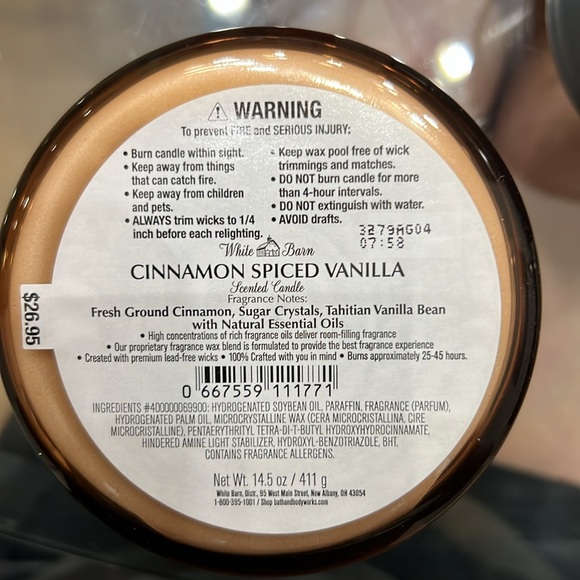 ⚠ WARNING
To prevent FIRE and SERIOUS INJURY:
• Burn candle within sight.
• Keep away from things
that can catch fire.
• Keep away from children
and pets.
• ALWAYS trim wicks to 1/4
inch before each relighting.
• Keep wax pool free of wick
trimmings and matches.
• DO NOT burn candle for more
than 4-hour intervals.
• DO NOT extinguish with water.
• AVOID drafts.
3279AG04
07:58
White Barn
CINNAMON SPICED VANILLA
Scented Candle
Fragrance Notes:
Fresh Ground Cinnamon, Sugar Crystals, Tahitian Vanilla Bean
with Natural Essential Oils
• High concentrations of rich fragrance oils deliver room-filling fragrance
• Our proprietary fragrance wax blend is formulated to provide the best fragrance experience
• Created with premium lead-free wicks • 100% Crafted with you in mind • Burns approximately 25-45 hours.
$26.95
0 667559 111771
INGREDIENTS #400000069900: HYDROGENATED SOYBEAN OIL, PARAFFIN, FRAGRANCE (PARFUM),
HYDROGENATED PALM OIL, MICROCRYSTALLINE WAX (CERA MICROCRISTALLINA, CIRE
MICROCRISTALLINE), PENTAERYTHRITYL TETRA-DI-T-BUTYL HYDROXYHYDROCINNAMATE,
HINDERED AMINE LIGHT STABILIZER, HYDROXYL-BENZOTRIAZOLE, BHT.
CONTAINS FRAGRANCE ALLERGENS.
Net Wt. 14.5 oz / 411 g
White Barn, Distr., 95 West Main Street, New Albany, OH 43054
1-800-395-1001 / Shop bathandbodyworks.com